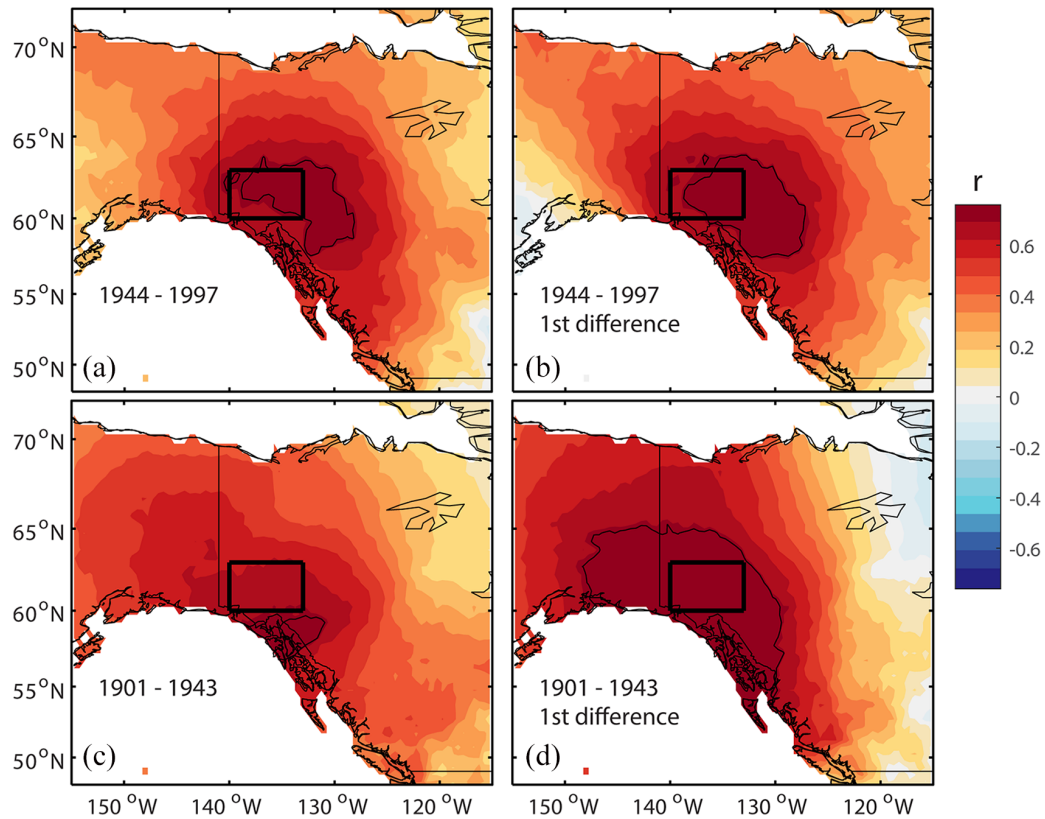 70 °N
65 °N
60 °N
55 °N
50 °N
1944 - 1997
(a)
1944 - 1997
1st difference
(b)
r
0.6
0.4
0.2
0
-0.2
-0.4
-0.6
70 °N
65 °N
60 °N
55 °N
50 °N
1901 - 1943
(c)
1901 - 1943
1st difference
(d)
150 °W
140 °W
130 °W
120 °W
150 °W
140 °W
130 °W
120 °W